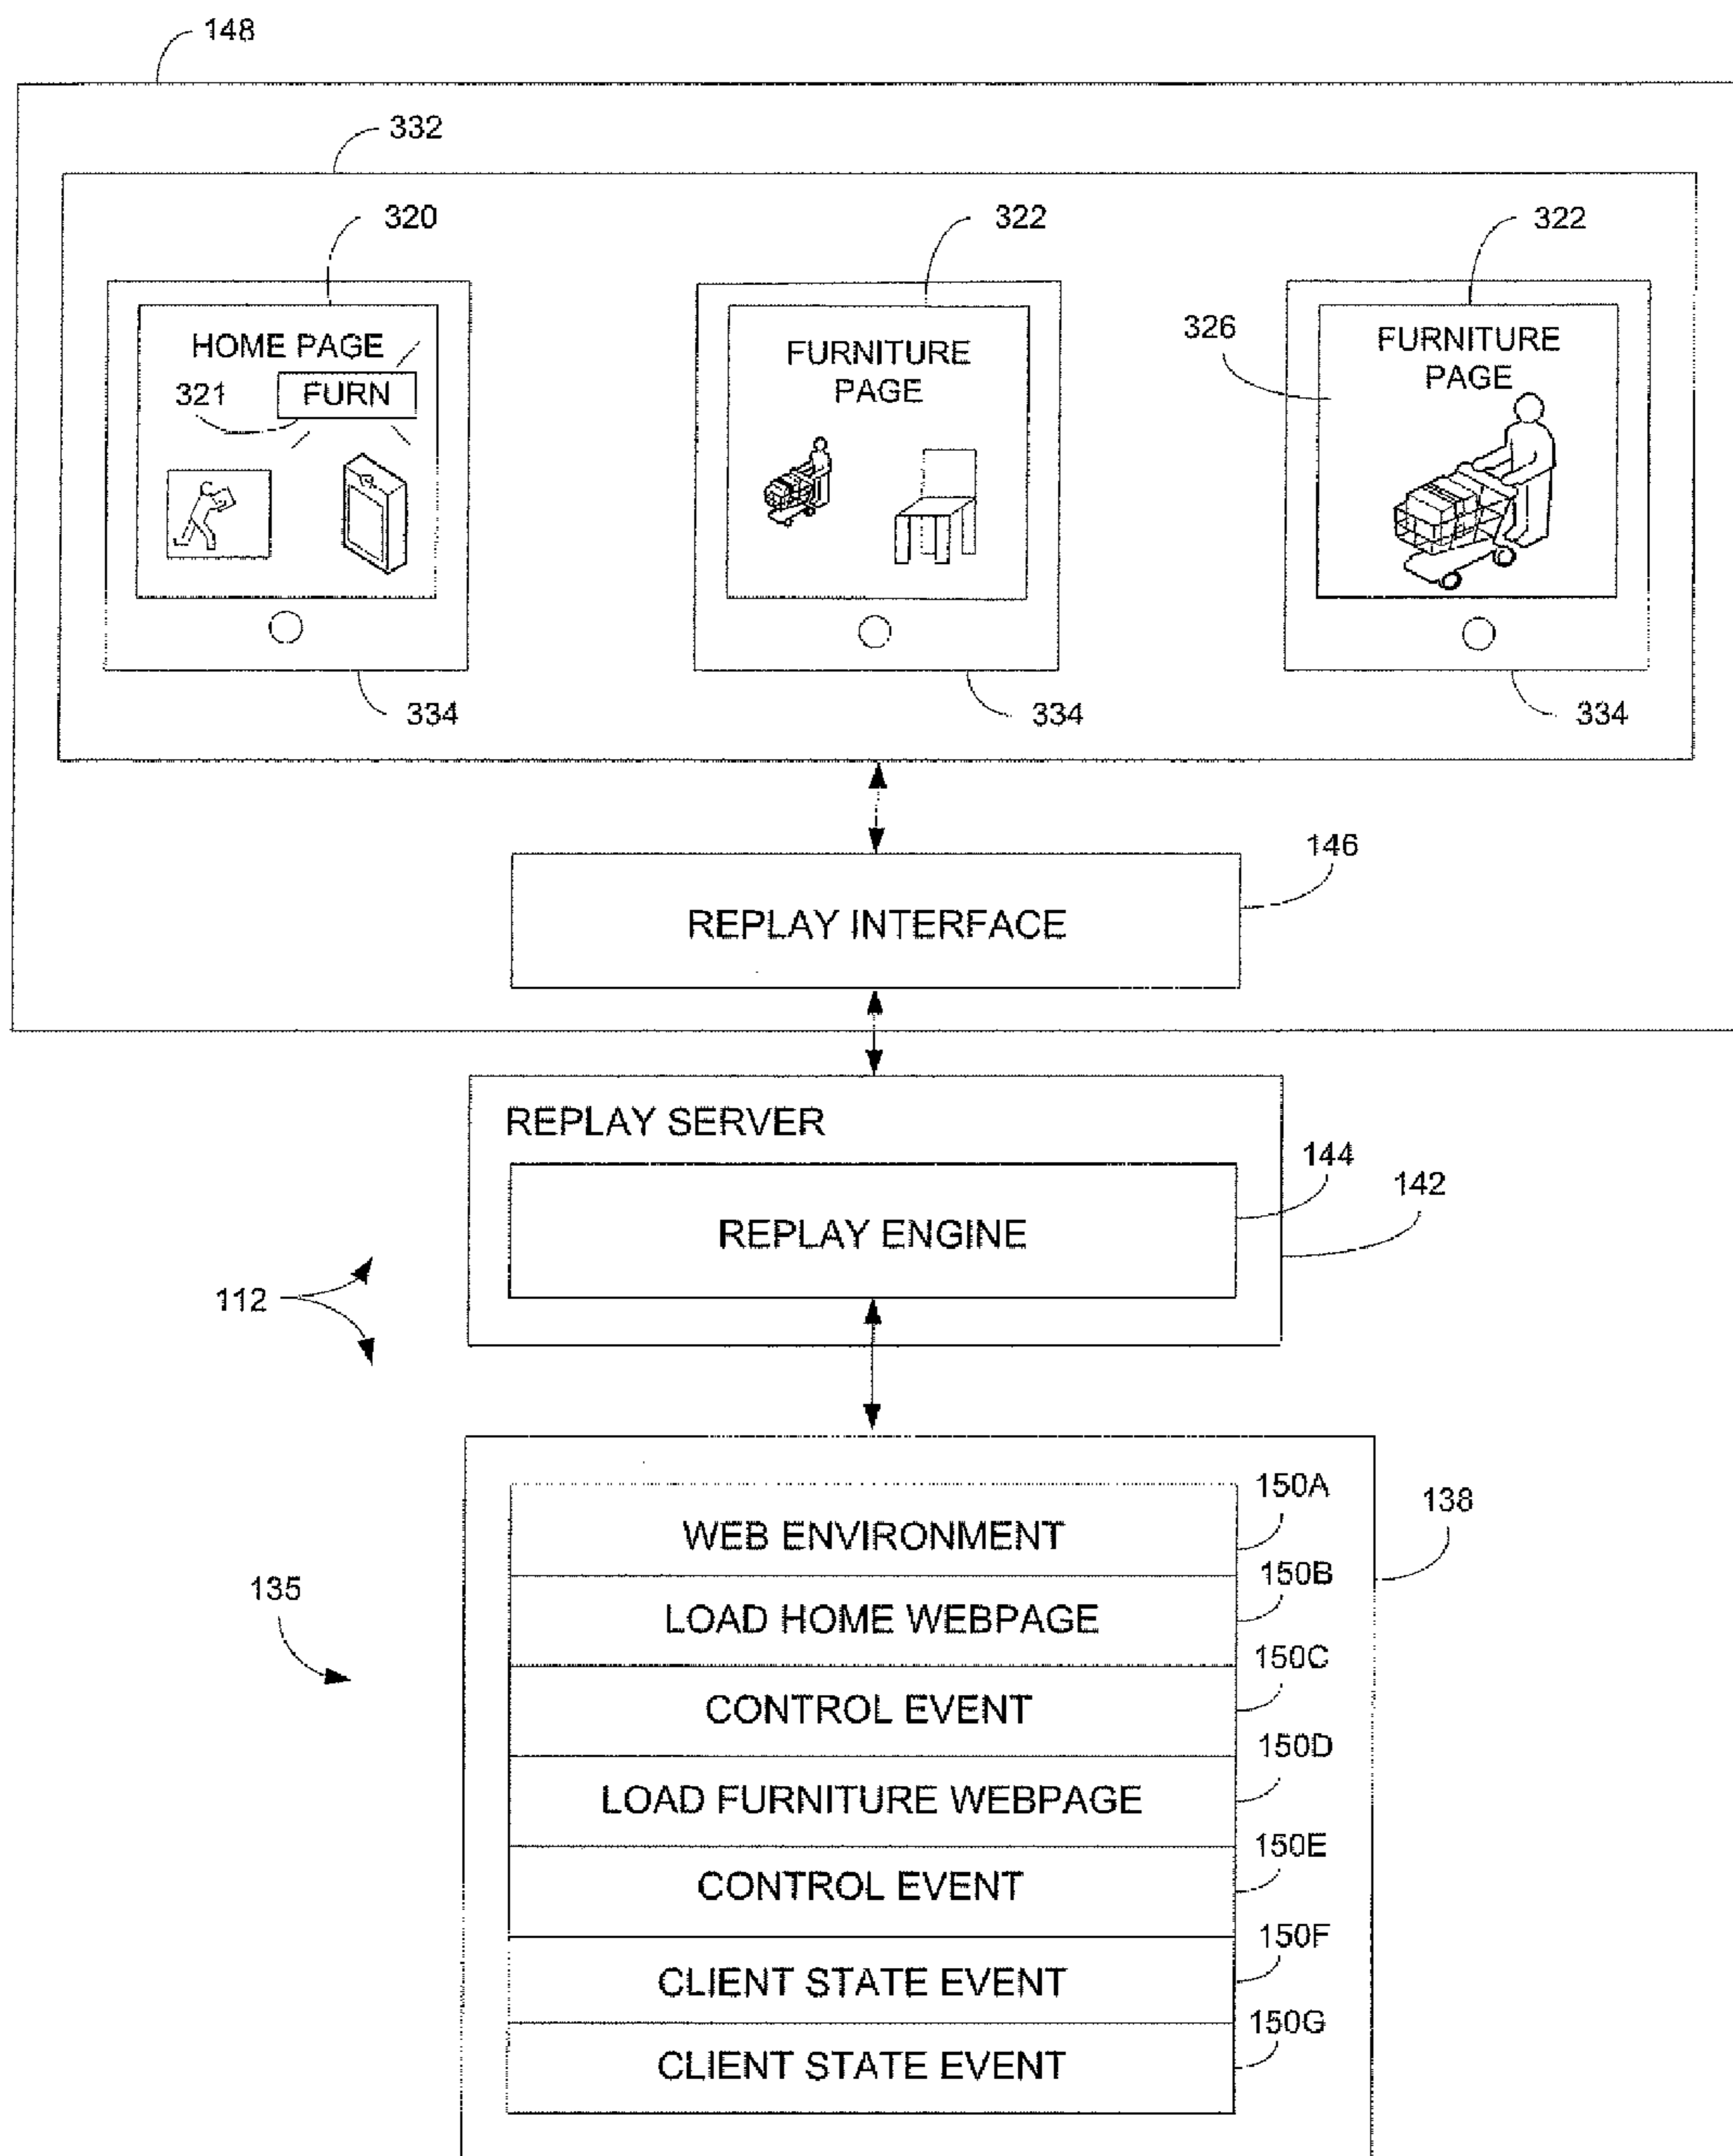 148
332
320
322
322
HOME PAGE
321
FURN
FURNITURE
PAGE
326
FURNITURE
PAGE
334
334
334
146
REPLAY INTERFACE
REPLAY SERVER
144
142
REPLAY ENGINE
112
150A
138
WEB ENVIRONMENT
150B
135
LOAD HOME WEBPAGE
150C
CONTROL EVENT
150D
LOAD FURNITURE WEBPAGE
150E
CONTROL EVENT
150F
CLIENT STATE EVENT
150G
CLIENT STATE EVENT